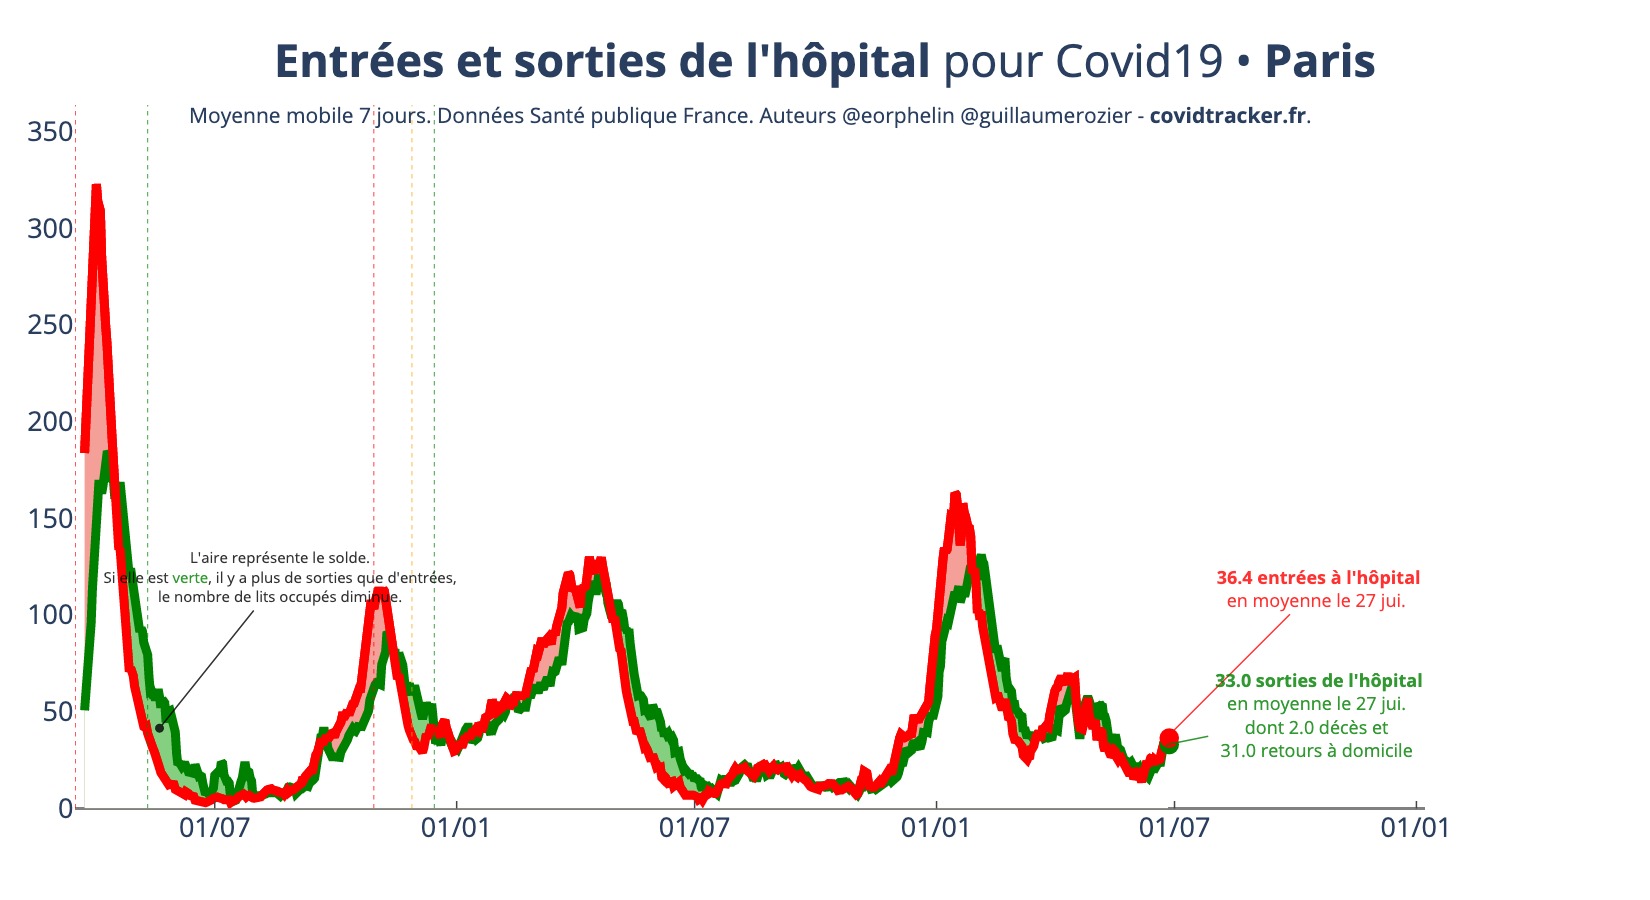 Entrées et sorties de l'hôpital pour Covid19 • Paris
Moyenne mobile 7 jours. Données Santé publique France. Auteurs @eorphelin @guillaumerozier - covidtracker.fr.
350
300
250
200
150
100
50
0
L'aire représente le solde.
Si elle est verte, il y a plus de sorties que d'entrées,
le nombre de lits occupés diminue.
36.4 entrées à l'hôpital
en moyenne le 27 jui.
33.0 sorties de l'hôpital
en moyenne le 27 jui.
dont 2.0 décès et
31.0 retours à domicile
01/07 01/01 01/07 01/01 01/07 01/01